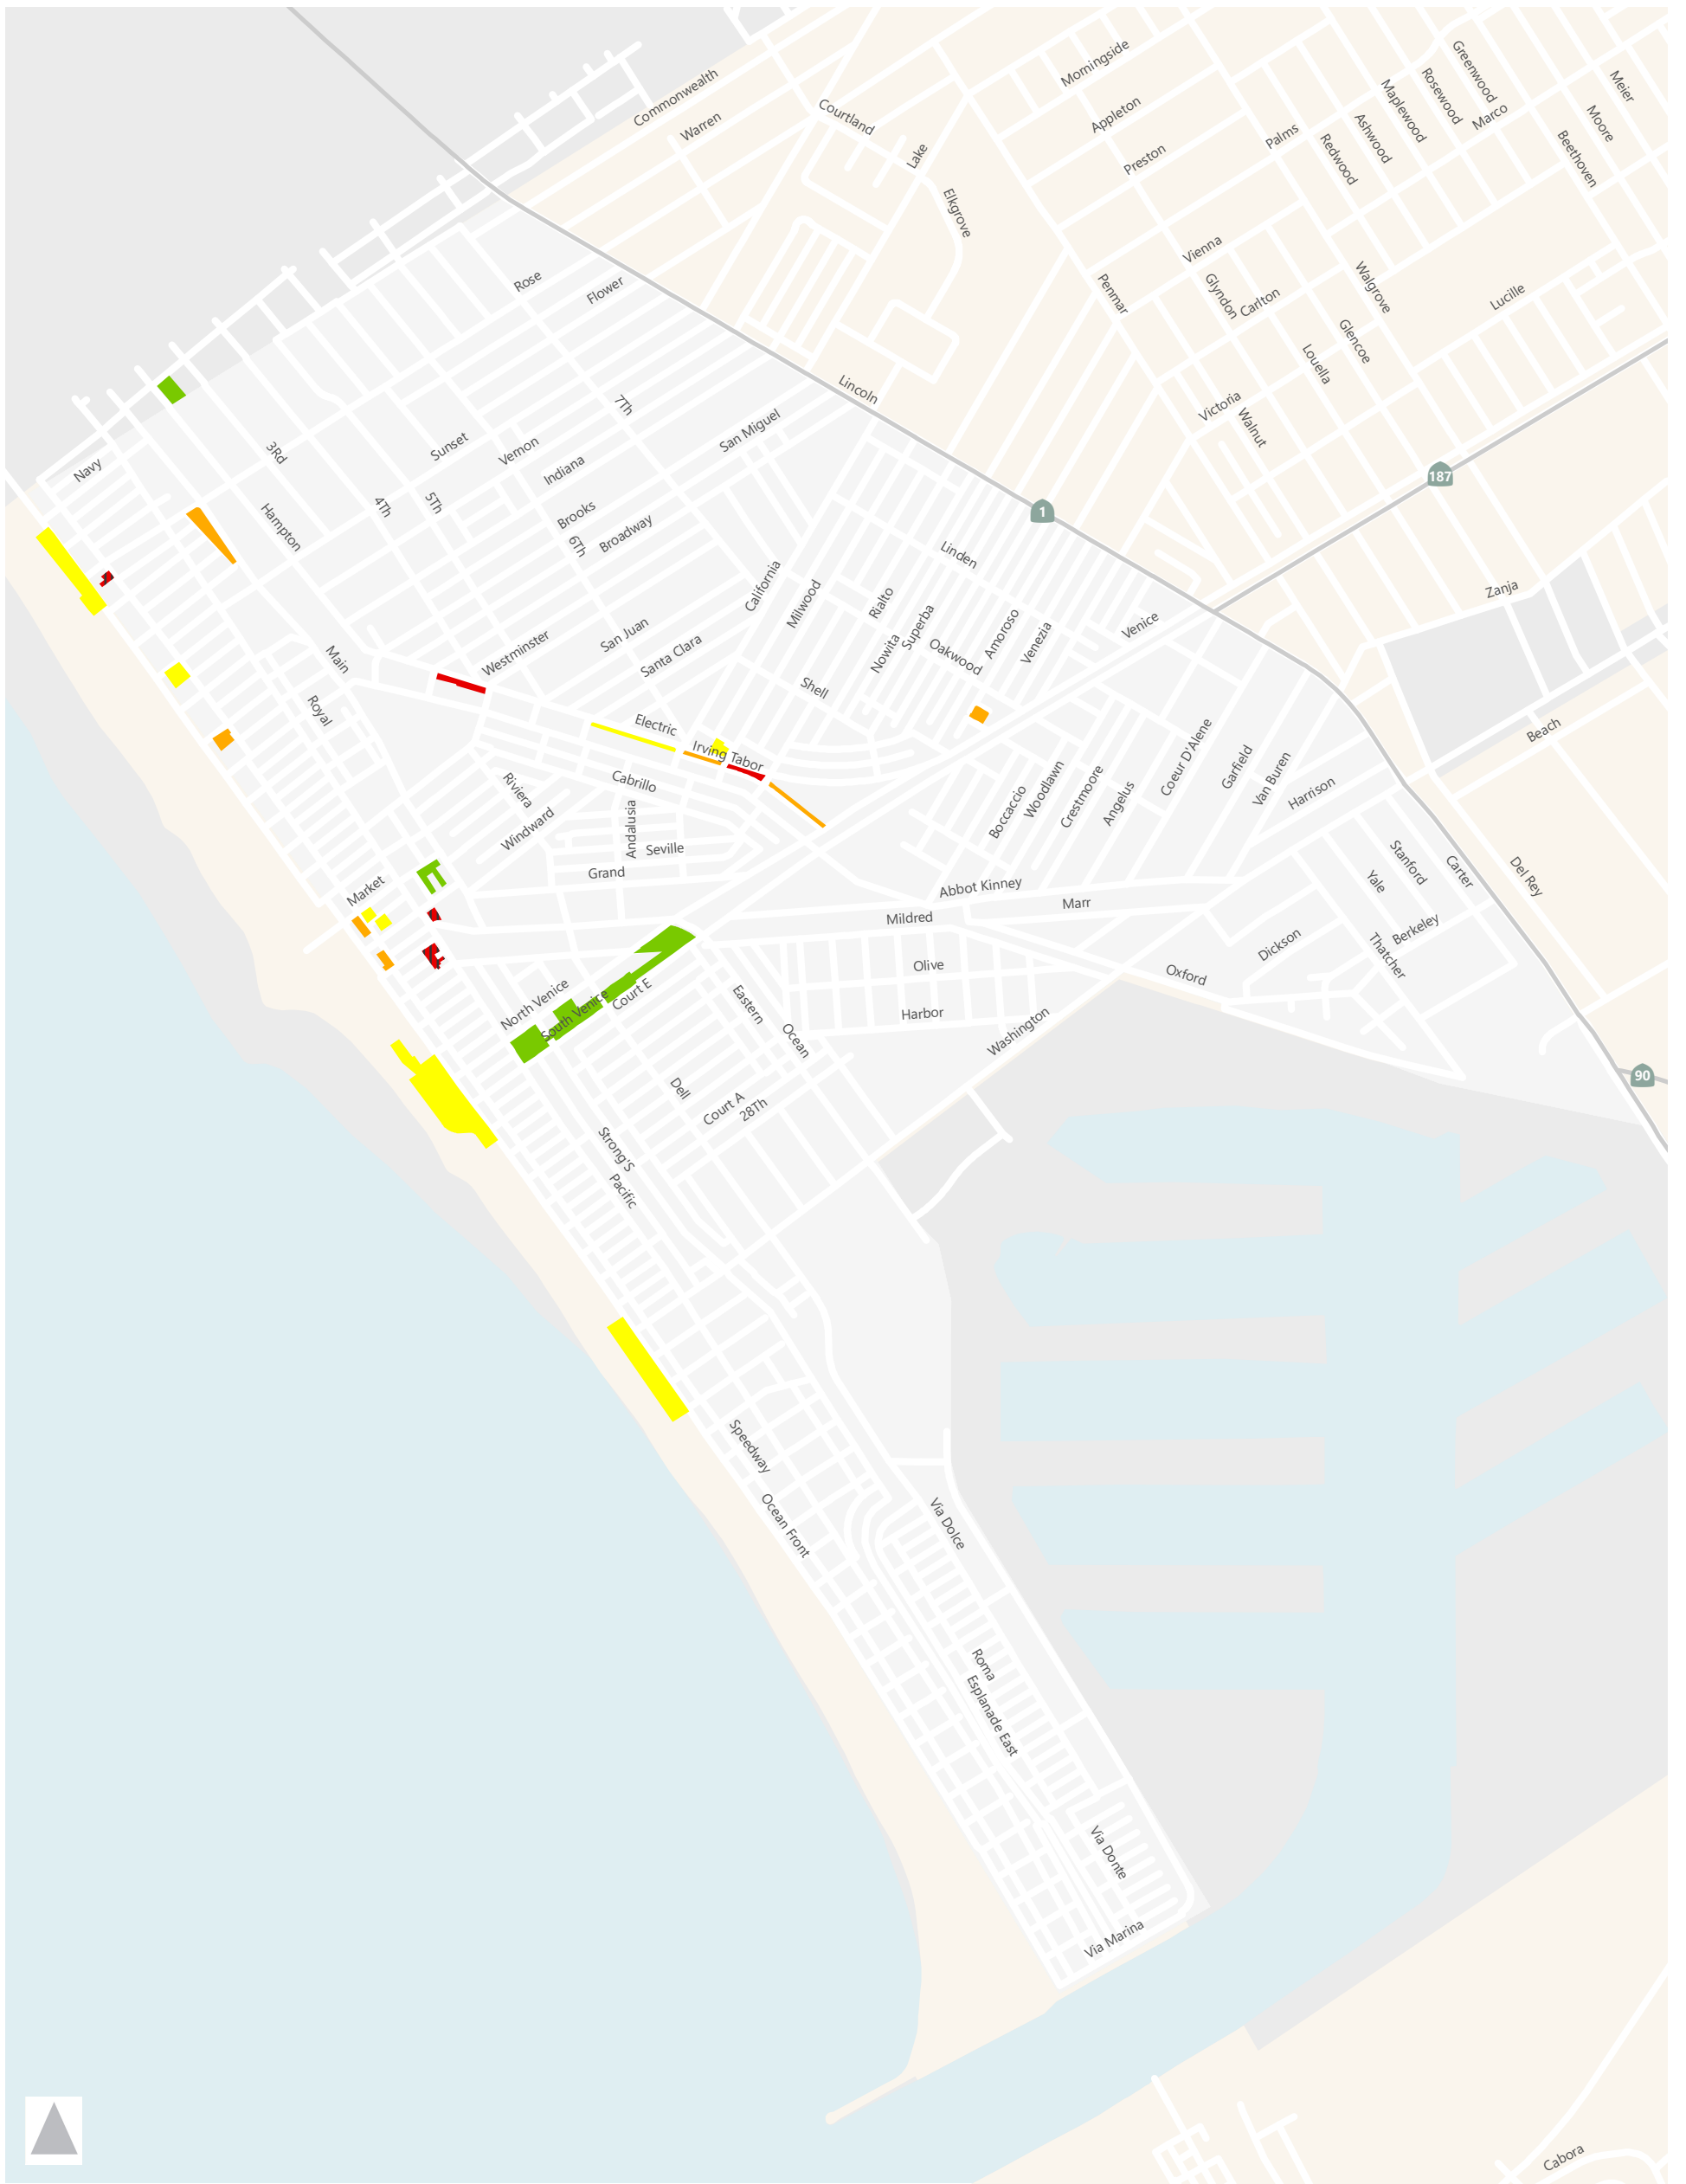 Morningside
Greenwood
Commonwealth
Rosewood
Meier
Maplewood
Warren
Courtland
Appleton
Marco
Moore
Ashwood
Palms
Redwood
Beethoven
Lake
Preston
Elkgrove
Vienna
Rose
Flower
Penmar
Glyndon
Carlton
Walgrove
Lucille
Glencoe
Louella
Lincoln
7Th
Victoria
Walnut
San Miguel
Sunset
Vernon
3Rd
Navy
Indiana
187
4Th
5Th
Hampton
Brooks
1
6Th
Broadway
Linden
California
Milwood
Rialto
Zanja
Superba
Amoroso
Venezia
Venice
San Juan
Westminster
Santa Clara
Nowita
Oakwood
Main
Shell
Royal
Electric
Irving Tabor
Beach
Coeur D'Alene
Garfield
Van Buren
Cabrillo
Riviera
Boccaccio
Woodlawn
Crestmoore
Angelus
Harrison
Windward
Andalusia
Seville
Stanford
Carter
Del Rey
Yale
Grand
Abbot Kinney
Market
Marr
Mildred
Berkeley
Dickson
Thatcher
Olive
Oxford
North Venice
South Venice
Court E
Eastern
Harbor
Ocean
Washington
90
Dell
Court A
28Th
Strong'S
Pacific
Speedway
Ocean Front
Via Dolce
Roma
Esplanade East
Via Donte
Via Marina
Cabora